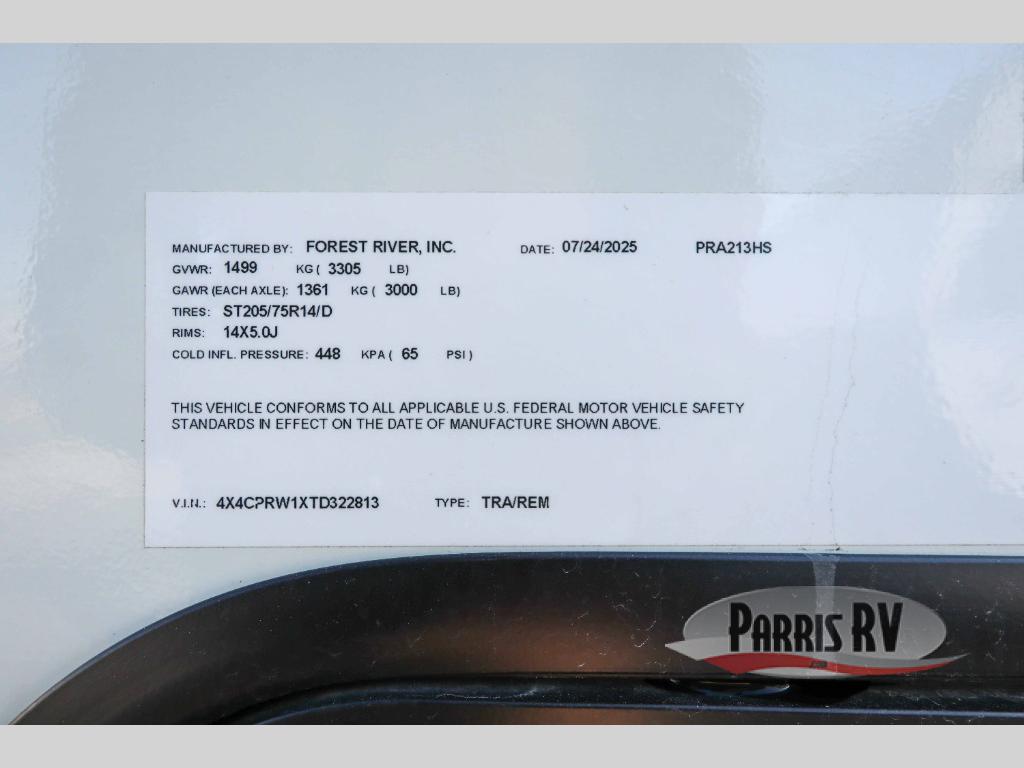 MANUFACTURED BY: FOREST RIVER, INC. DATE: 07/24/2025 PRA213HS
GVWR: 1499 KG ( 3305 LB)
GAWR (EACH AXLE): 1361 KG ( 3000 LB)
TIRES: ST205/75R14/D
RIMS: 14X5.0J
COLD INFL. PRESSURE: 448 KPA ( 65 PSI )
THIS VEHICLE CONFORMS TO ALL APPLICABLE U.S. FEDERAL MOTOR VEHICLE SAFETY
STANDARDS IN EFFECT ON THE DATE OF MANUFACTURE SHOWN ABOVE.
V.I.N.: 4X4CPRW1XTD322813 TYPE: TRA/REM
PARRIS RV
.COM